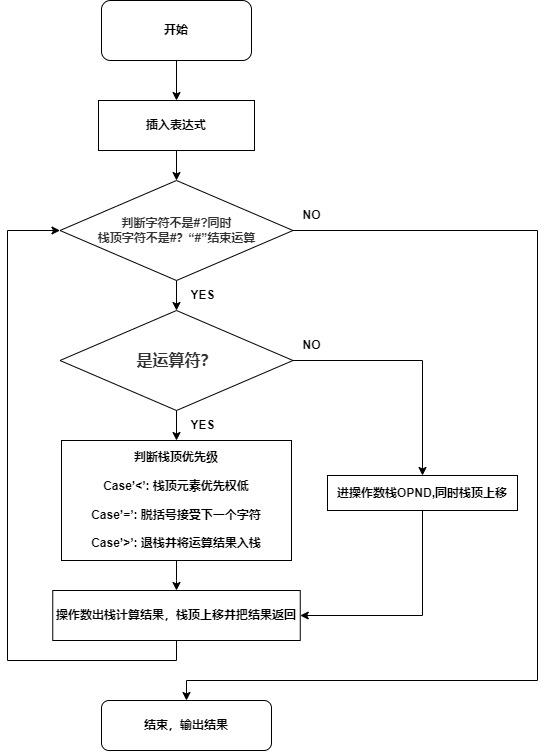 开始
插入表达式
判断字符不是#?同时
栈顶字符不是#？“#”结束运算
NO
YES
是运算符？
NO
YES
判断栈顶优先级
Case'<’: 栈顶元素优先权低
Case’=’: 脱括号接受下一个字符
Case’>’: 退栈并将运算结果入栈
进操作数栈OPND,同时栈顶上移
操作数出栈计算结果，栈顶上移并把结果返回
结束，输出结果